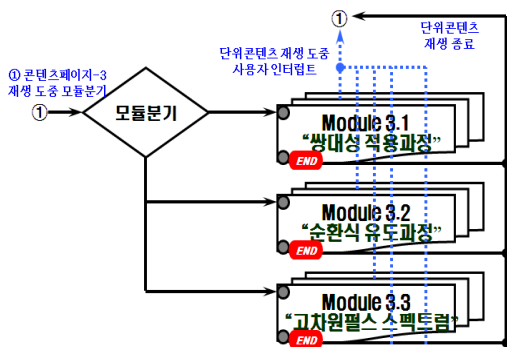 ①
단위콘텐츠
재생 종료
단위콘텐츠 재생 도중
사용자 인터럽트
① 콘텐츠페이지-3
재생 도중 모듈분기
①
모듈분기
Module 3.1
“쌍대성 적용과정”
END
Module 3.2
“순환식 유도과정”
END
Module 3.3
“고차원펄스 스펙트럼”
END